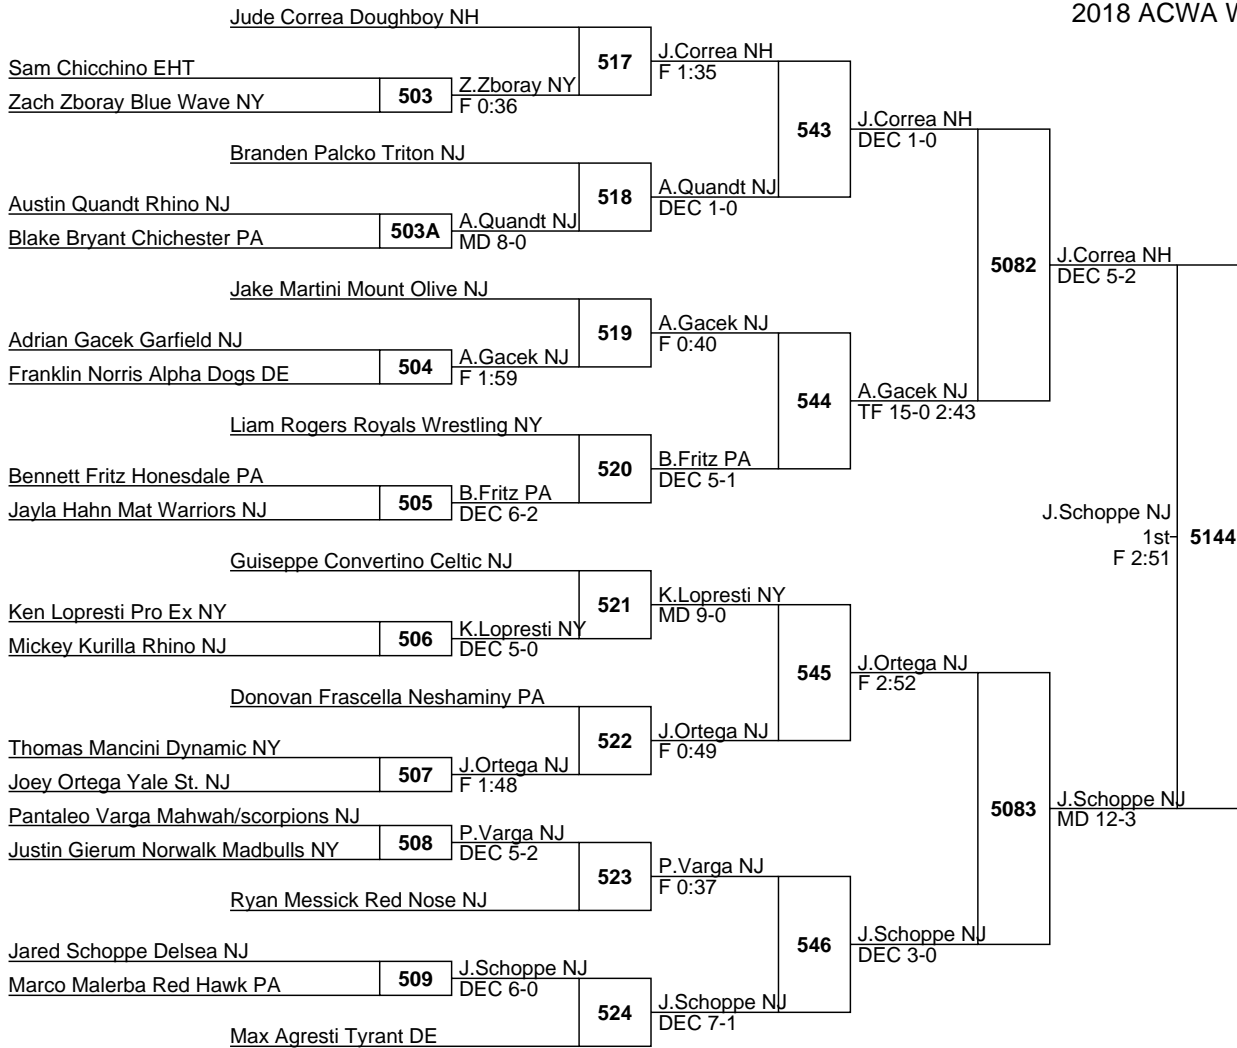 2018 ACWA W
Jude Correa Doughboy NH
517
J.Correa NH
F 1:35
Sam Chicchino EHT
Zach Zboray Blue Wave NY
503
Z.Zboray NY
F 0:36
543
J.Correa NH
DEC 1-0
Branden Palcko Triton NJ
518
A.Quandt NJ
DEC 1-0
Austin Quandt Rhino NJ
Blake Bryant Chichester PA
503A
A.Quandt NJ
MD 8-0
5082
J.Correa NH
DEC 5-2
Jake Martini Mount Olive NJ
519
A.Gacek NJ
F 0:40
Adrian Gacek Garfield NJ
Franklin Norris Alpha Dogs DE
504
A.Gacek NJ
F 1:59
544
A.Gacek NJ
TF 15-0 2:43
Liam Rogers Royals Wrestling NY
520
B.Fritz PA
DEC 5-1
Bennett Fritz Honesdale PA
Jayla Hahn Mat Warriors NJ
505
B.Fritz PA
DEC 6-2
J.Schoppe NJ
1st
F 2:51
5144
Guiseppe Convertino Celtic NJ
521
K.Lopresti NY
MD 9-0
Ken Lopresti Pro Ex NY
Mickey Kurilla Rhino NJ
506
K.Lopresti NY
DEC 5-0
545
J.Ortega NJ
F 2:52
Donovan Frascella Neshaminy PA
522
J.Ortega NJ
F 0:49
Thomas Mancini Dynamic NY
Joey Ortega Yale St. NJ
507
J.Ortega NJ
F 1:48
5083
J.Schoppe NJ
MD 12-3
Pantaleo Varga Mahwah/scorpions NJ
Justin Gierum Norwalk Madbulls NY
508
P.Varga NJ
DEC 5-2
523
P.Varga NJ
F 0:37
Ryan Messick Red Nose NJ
546
J.Schoppe NJ
DEC 3-0
Jared Schoppe Delsea NJ
Marco Malerba Red Hawk PA
509
J.Schoppe NJ
DEC 6-0
524
J.Schoppe NJ
DEC 7-1
Max Agresti Tyrant DE